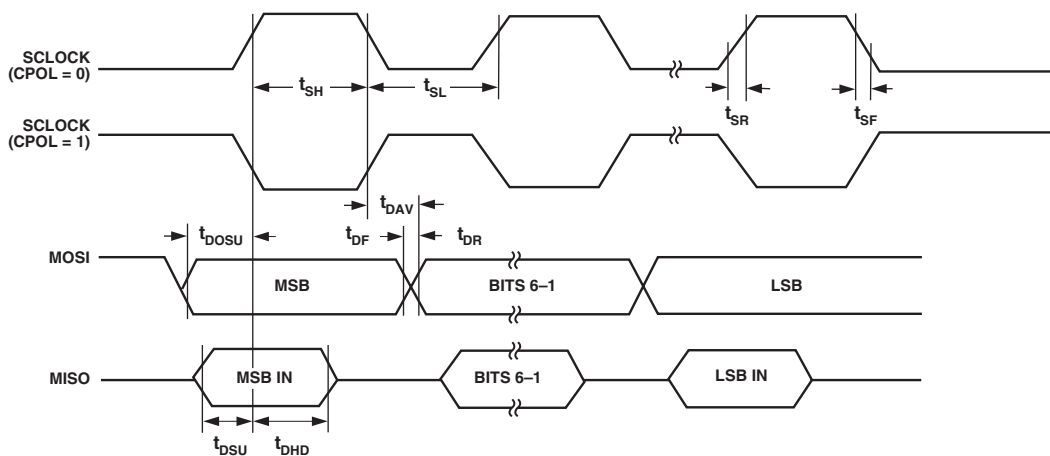 SCLOCK
(CPOL = 0)
tSH
tSL
tSR
tSF
SCLOCK
(CPOL = 1)
tDAV
tDOSU
tDF
tDR
MOSI
MSB
BITS 6–1
LSB
MISO
MSB IN
BITS 6–1
LSB IN
tDSU
tDHD